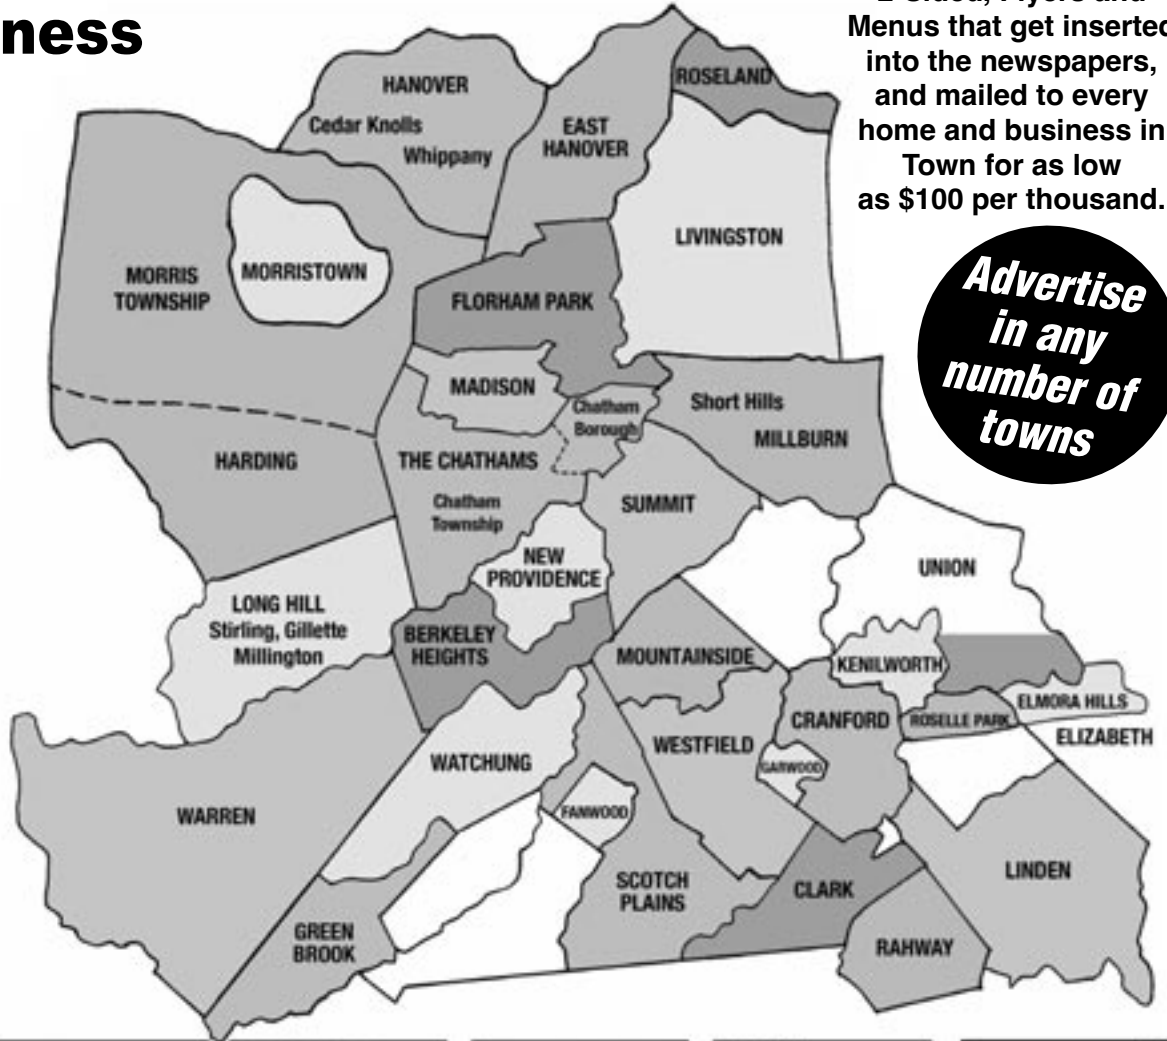 ness
2-Sided, Flyers and
Menus that get inserted
into the newspapers,
and mailed to every
home and business in
Town for as low
as $100 per thousand.
Advertise
in any
number of
towns
HANOVER
Cedar Knolls
Whippany
EAST
HANOVER
ROSELAND
LIVINGSTON
MORRIS
TOWNSHIP
MORRISTOWN
FLORHAM PARK
MADISON
Chatham
Borough
Short Hills
MILLBURN
HARDING
THE CHATHAMS
Chatham
Township
SUMMIT
NEW
PROVIDENCE
UNION
LONG HILL
Stirling, Gillette
Millington
BERKELEY
HEIGHTS
MOUNTAINSIDE
KENILWORTH
ELMORA HILLS
ROSELLE PARK
ELIZABETH
CRANFORD
WESTFIELD
GARWOOD
WATCHUNG
WARREN
FANWOOD
SCOTCH
PLAINS
CLARK
LINDEN
GREEN
BROOK
RAHWAY